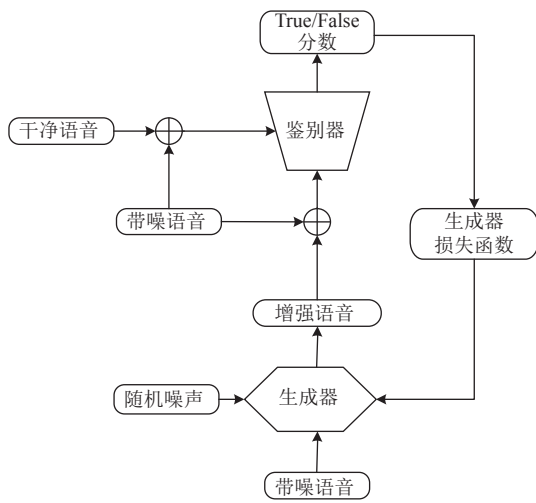 True/False
分数
鉴别器
干净语音
带噪语音
生成器
损失函数
增强语音
随机噪声
生成器
带噪语音